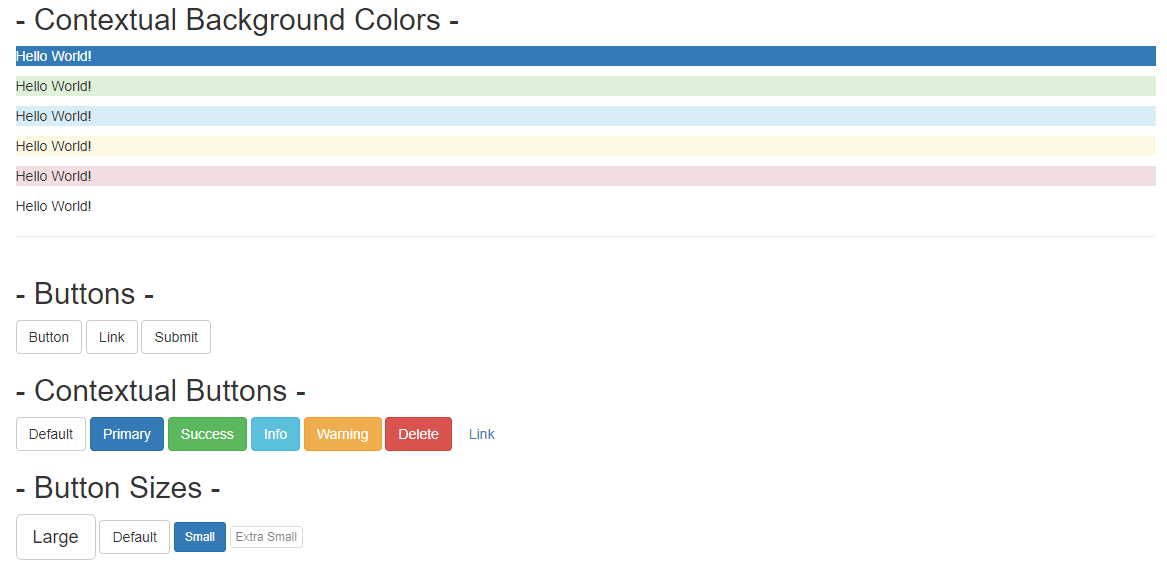 - Contextual Background Colors -
Hello World!
Hello World!
Hello World!
Hello World!
Hello World!
Hello World!
- Buttons -
Button Link Submit
- Contextual Buttons -
Default Primary Success Info Warning Delete Link
- Button Sizes -
Large Default Small Extra Small